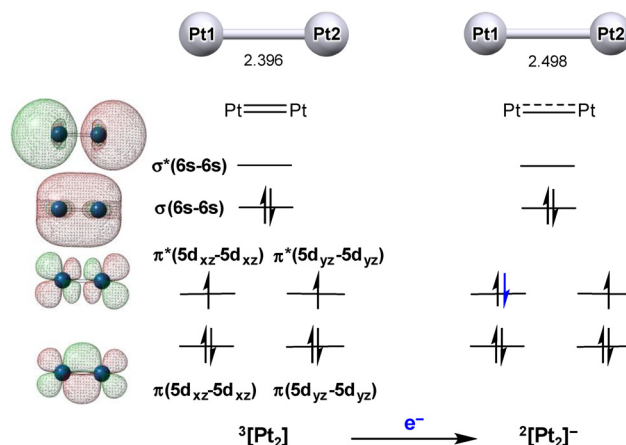 Pt1 Pt2 Pt1 Pt2
2.396 2.498
Pt Pt Pt Pt
σ*(6s-6s)
σ(6s-6s)
π*(5dxz-5dxz) π*(5dyz-5dyz)
π(5dxz-5dxz) π(5dyz-5dyz)
³[Pt₂] e⁻ ²[Pt₂]⁻